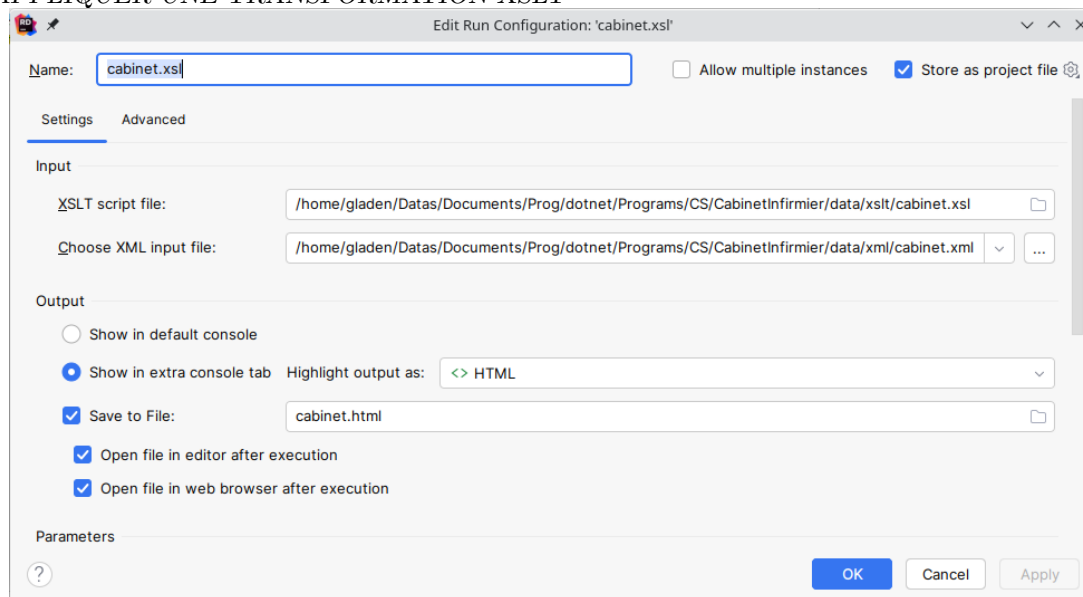 APPLIQUER UNE TRANSFORMATION XSLT
Edit Run Configuration: 'cabinet.xsl'
Name: cabinet.xsl Allow multiple instances Store as project file
Settings Advanced
Input
XSLT script file: /home/gladen/Datas/Documents/Prog/dotnet/Programs/CS/CabinetInfirmier/data/xslt/cabinet.xsl
Choose XML input file: /home/gladen/Datas/Documents/Prog/dotnet/Programs/CS/CabinetInfirmier/data/xml/cabinet.xml ...
Output
Show in default console
Show in extra console tab Highlight output as: <> HTML
Save to File: cabinet.html
Open file in editor after execution
Open file in web browser after execution
Parameters
? OK Cancel Apply